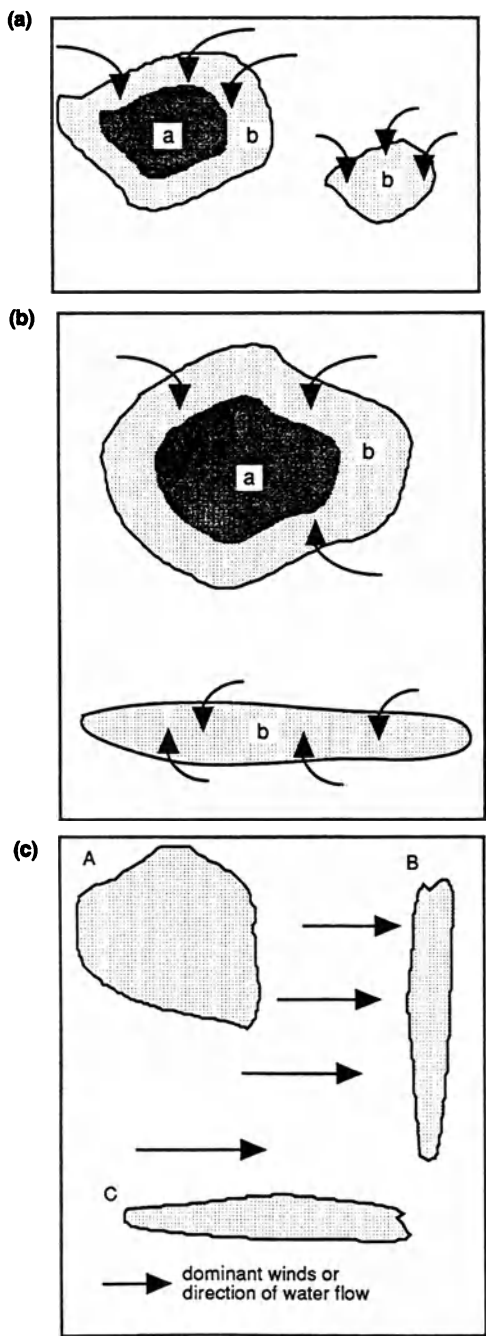 (a)
a
b
b
(b)
a
b
b
(c)
A
B
C
dominant winds or
direction of water flow